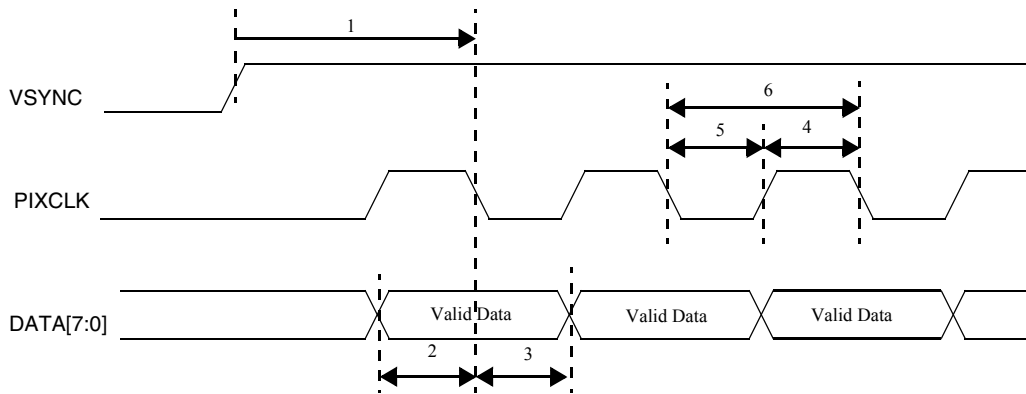 1
VSYNC
6
5 4
PIXCLK
DATA[7:0] Valid Data Valid Data Valid Data
2 3